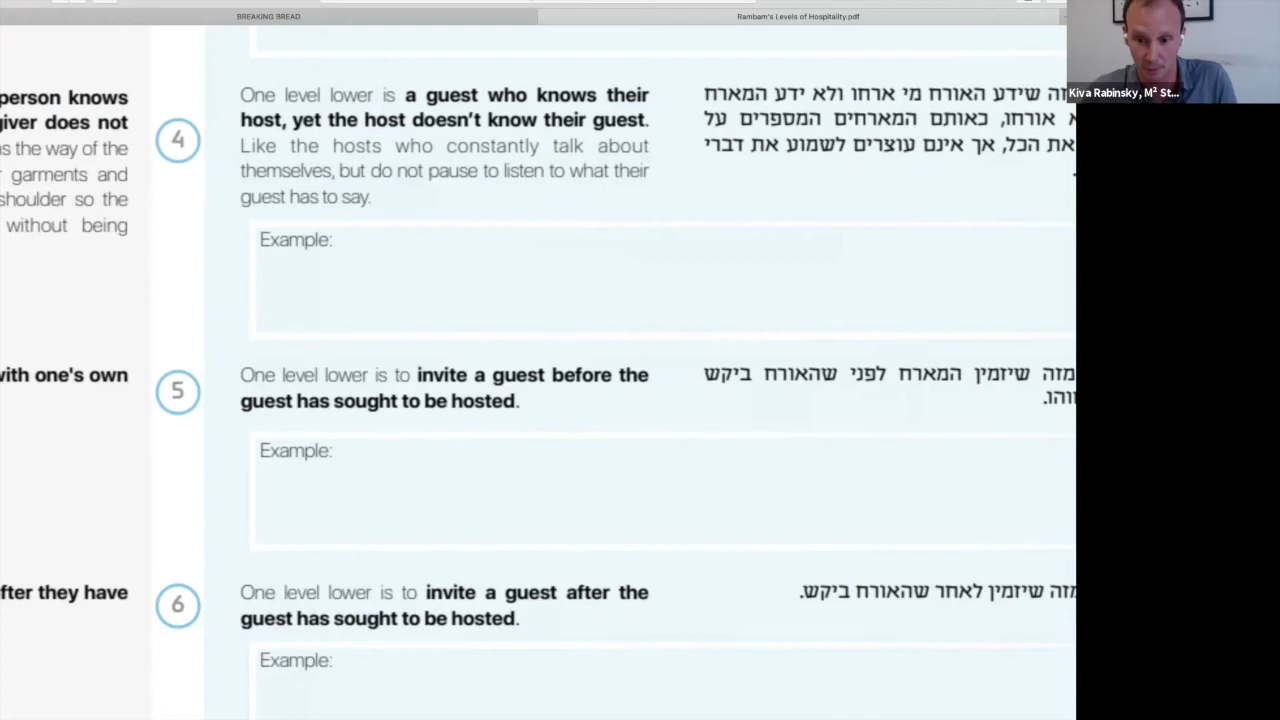 BREAKING BREAD
Rambam's Levels of Hospitality.pdf
Kiva Rabinsky, M² St...
person knows
giver does not
s the way of the
garments and
shoulder so the
without being
4
One level lower is a guest who knows their
host, yet the host doesn't know their guest.
Like the hosts who constantly talk about
themselves, but do not pause to listen to what their
guest has to say.
זה שידע האורח מי ארחו ולא ידע המארח
א אורחו, כאותם המארחים המספרים על
את הכל, אך אינם עוצרים לשמוע את דברי
Example:
with one's own
5
One level lower is to invite a guest before the
guest has sought to be hosted.
מזה שיזמין המארח לפני שהאורח ביקש
ווהו.
Example:
fter they have
6
One level lower is to invite a guest after the
guest has sought to be hosted.
מזה שיזמין לאחר שהאורח ביקש.
Example: